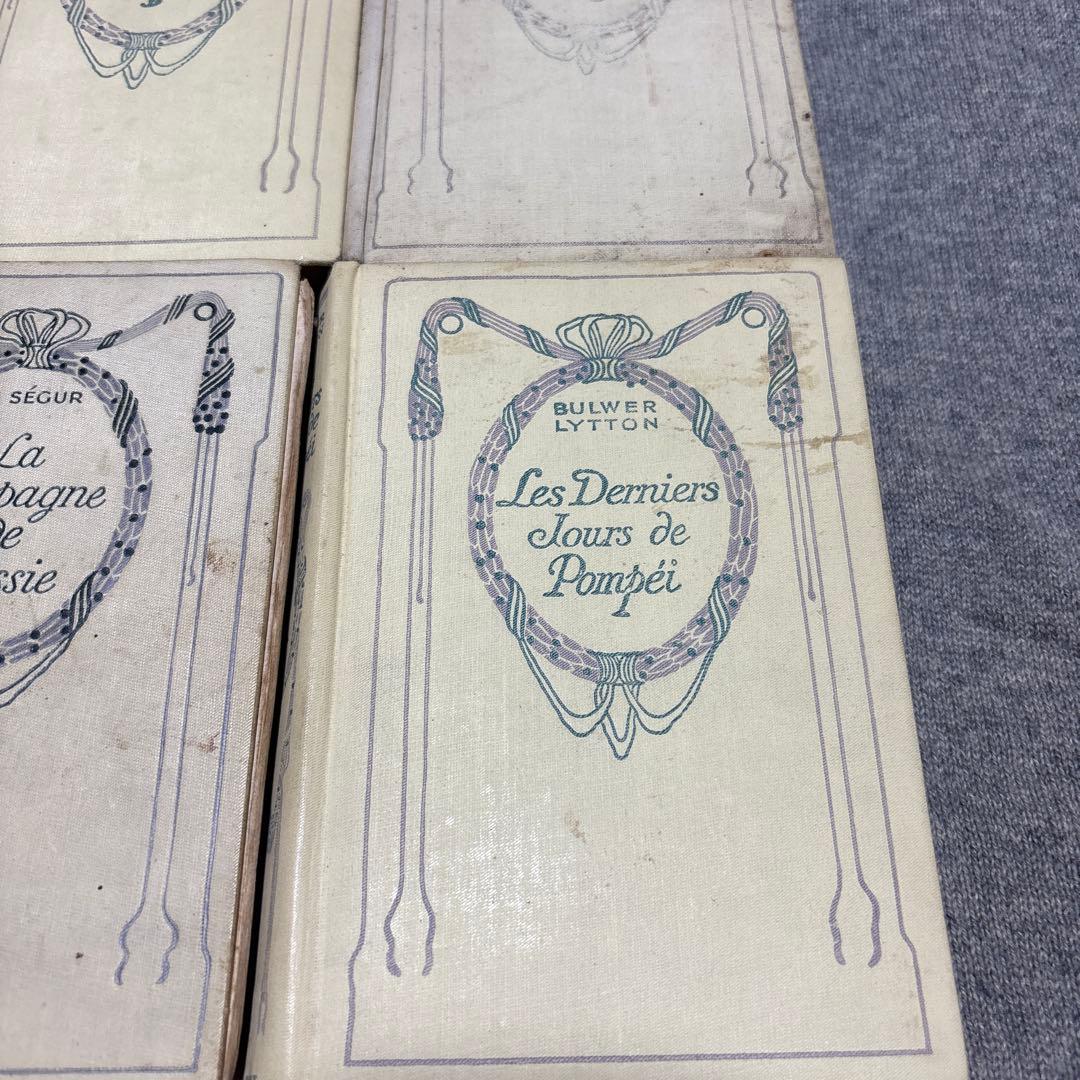 SÉGUR
La
pagne
de
ssie
BULWER
LYTTON
Les Derniers
Jours de
Pompéi